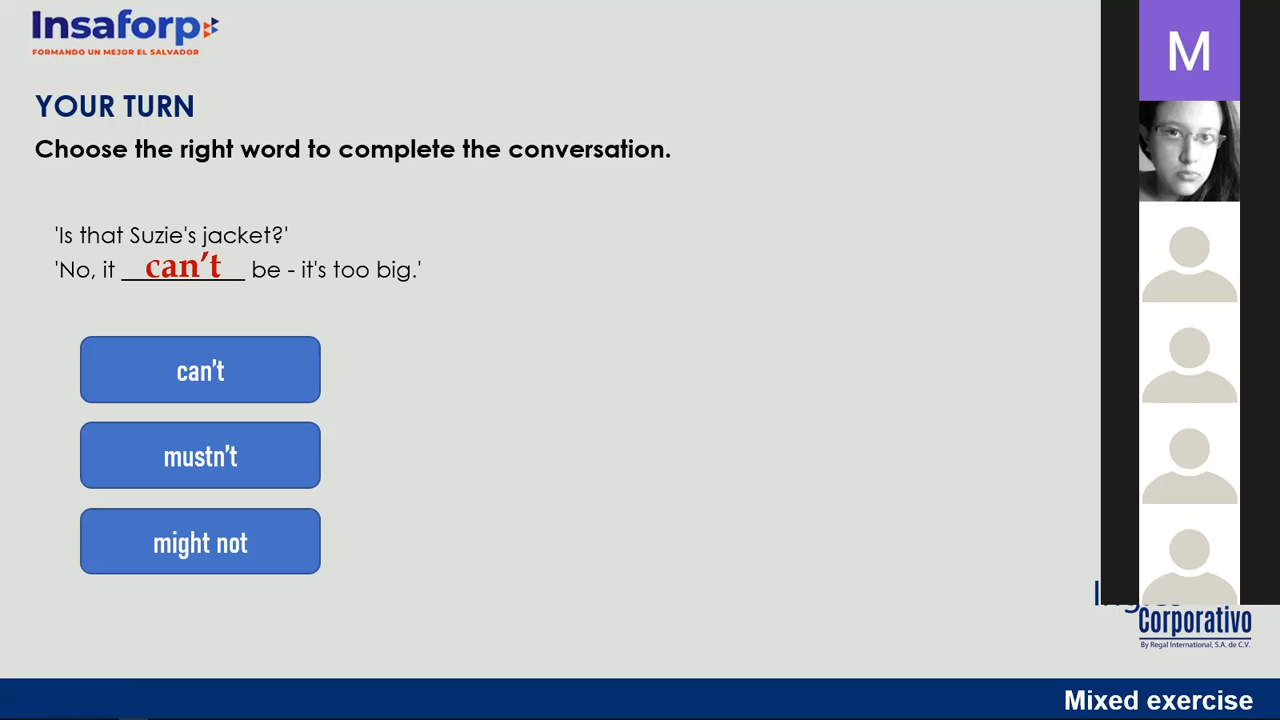 Insaforp
FORMANDO UN MEJOR EL SALVADOR
YOUR TURN
Choose the right word to complete the conversation.
'Is that Suzie's jacket?'
'No, it can't be - it's too big.'
can't
mustn't
might not
M
Corporativo
By Regal International, S.A. de C.V.
Mixed exercise